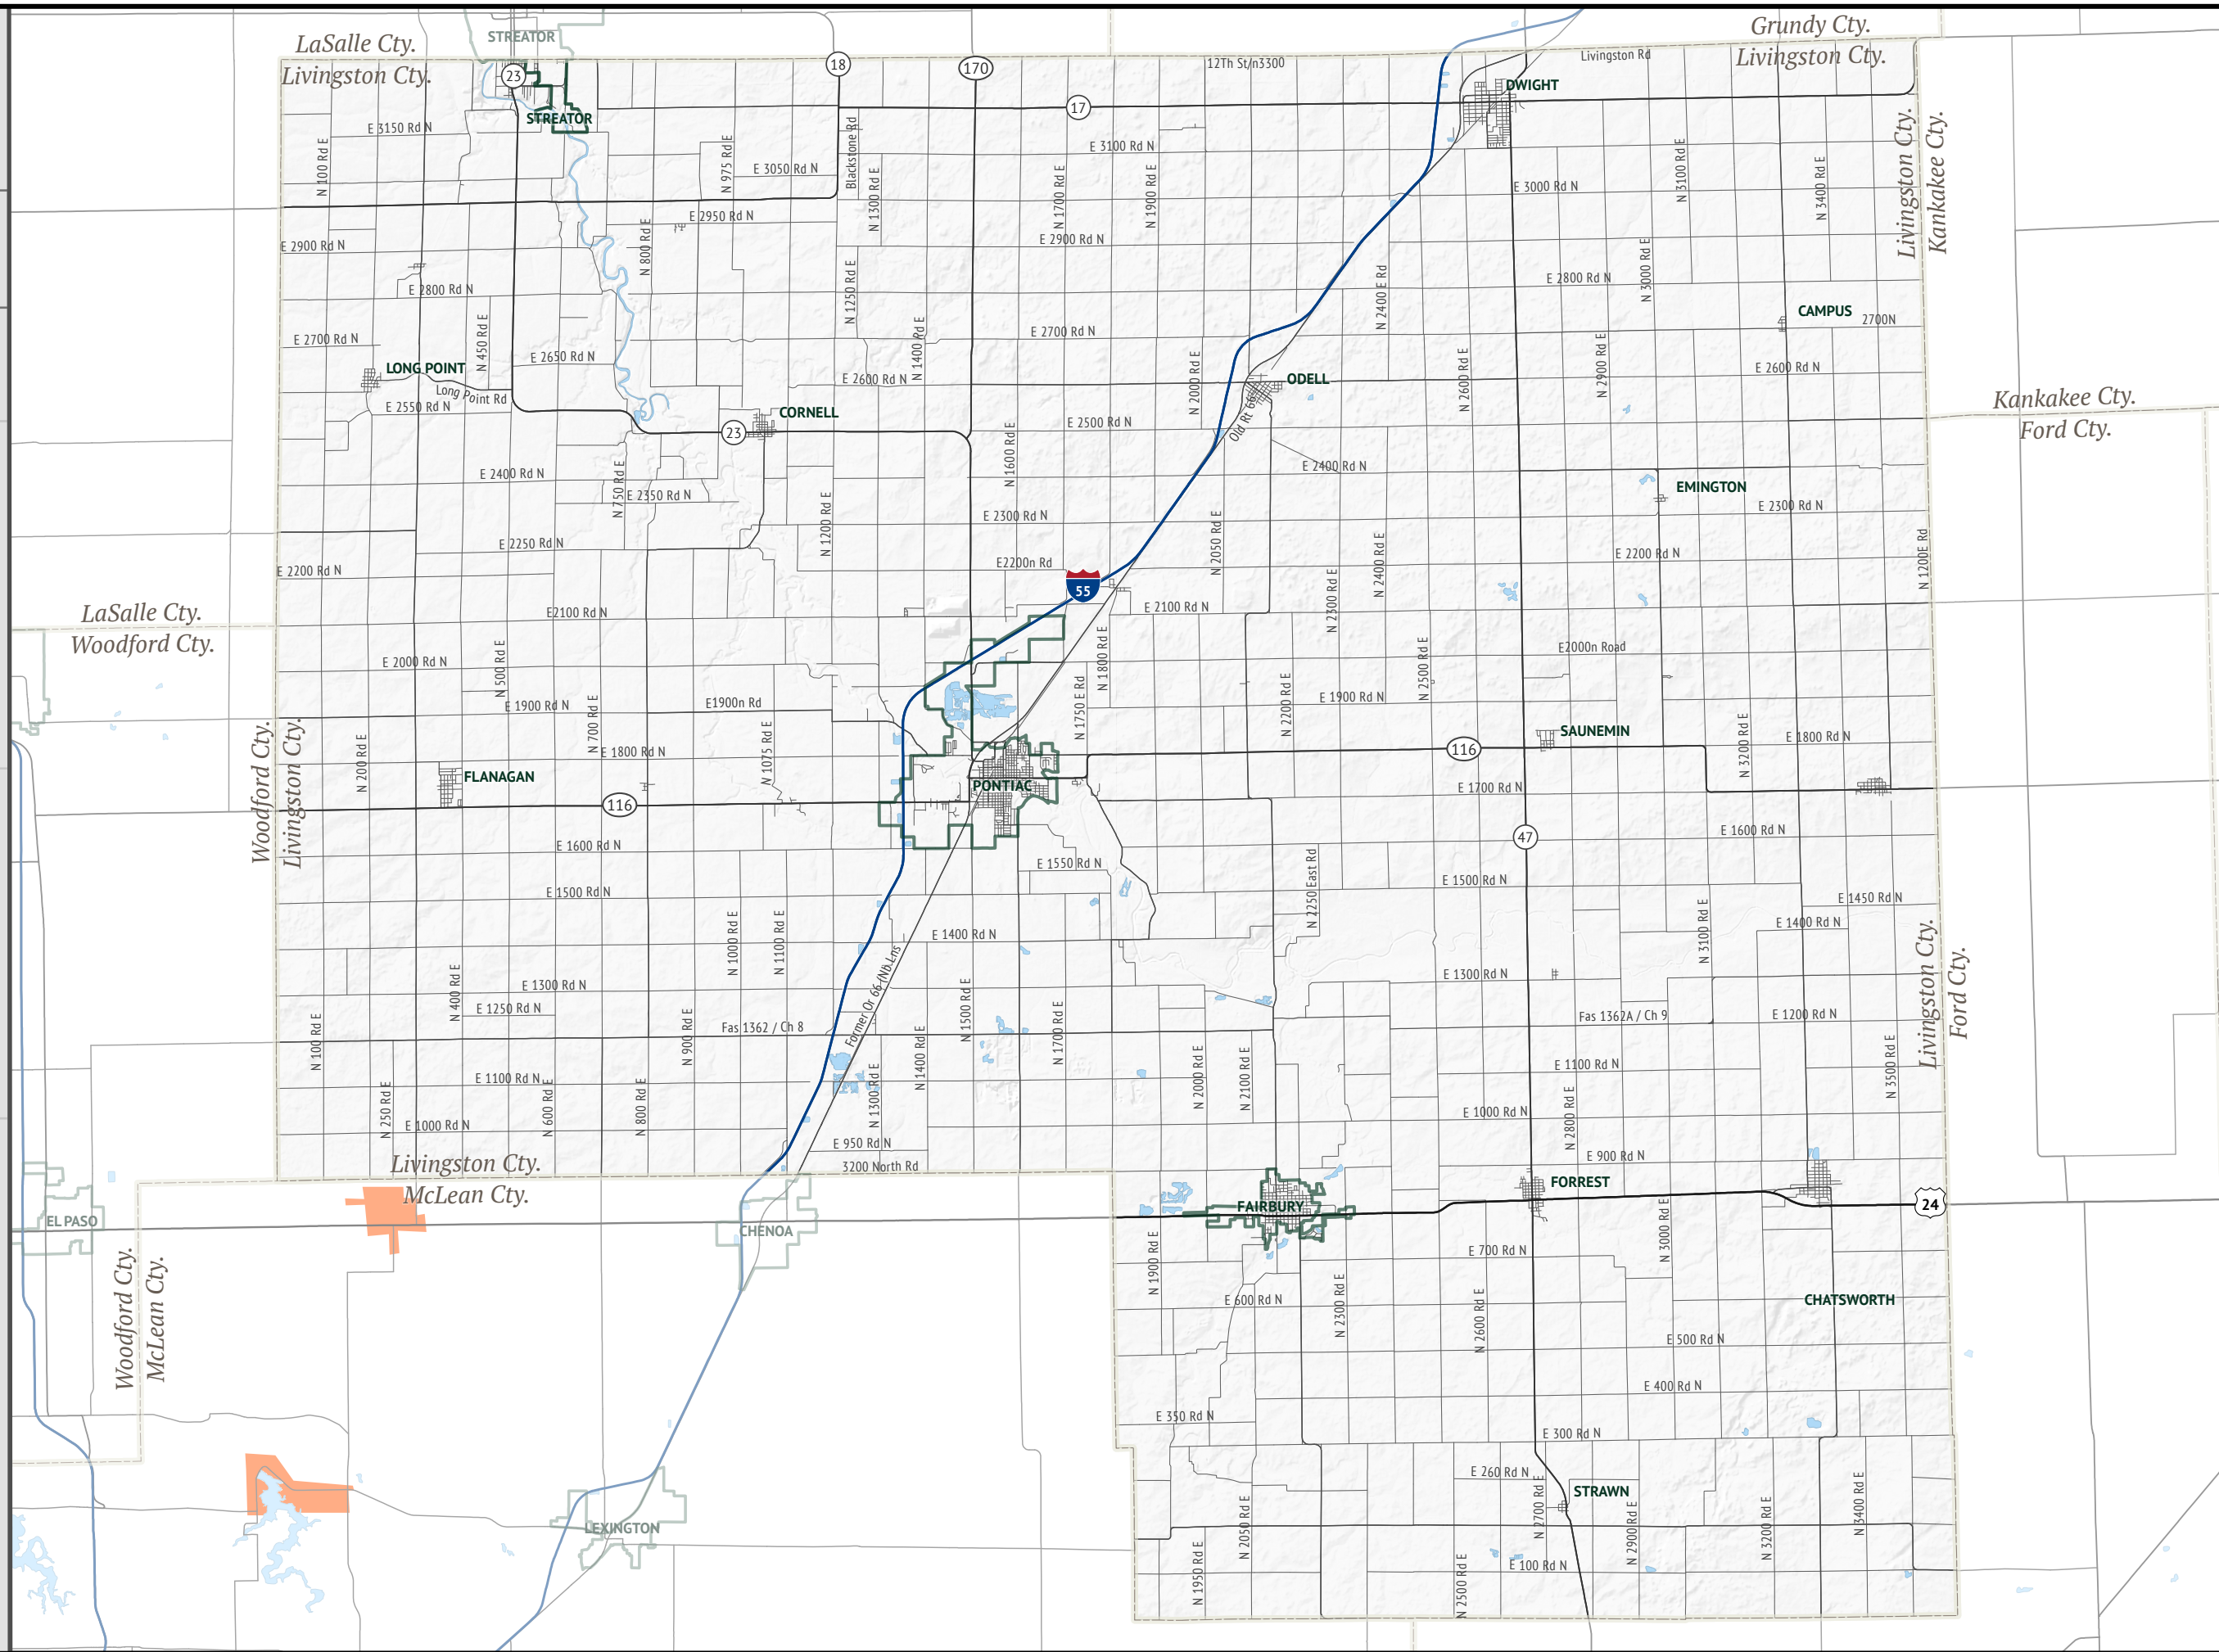 STREATOR
LaSalle Cty.
Livingston Cty.
Grundy Cty.
Livingston Cty.
Livingston Rd
12Th St/n3300
23
18
170
17
DWIGHT
STREATOR
E 3150 Rd N
N 100 Rd E
N 975 Rd E
Blackstone Rd
E 3100 Rd N
E 3050 Rd N
N 1300 Rd E
N 1700 Rd E
N 1900 Rd E
E 3000 Rd N
N 3100 Rd E
N 3400 Rd E
Livingston Cty.
Kankakee Cty.
E 2950 Rd N
E 2900 Rd N
N 800 Rd E
E 2900 Rd N
E 2800 Rd N
N 1250 Rd E
N 2400 E Rd
E 2800 Rd N
N 3000 Rd E
CAMPUS
2700N
E 2700 Rd N
N 450 Rd E
E 2650 Rd N
N 1400 Rd E
E 2700 Rd N
N 2000 Rd E
N 2600 Rd E
N 2900 Rd E
E 2600 Rd N
LONG POINT
Long Point Rd
E 2600 Rd N
ODELL
Old Rt 66
E 2550 Rd N
CORNELL
23
E 2500 Rd N
Kankakee Cty.
Ford Cty.
E 2400 Rd N
N 750 Rd E
E 2350 Rd N
N 1200 Rd E
N 1600 Rd E
E 2400 Rd N
EMINGTON
E 2300 Rd N
E 2300 Rd N
N 2050 Rd E
E 2250 Rd N
E 2200 Rd N
E2200n Rd
N 2400 Rd E
E 2200 Rd N
N 1200E Rd
55
LaSalle Cty.
Woodford Cty.
E2100 Rd N
E 2100 Rd N
N 2300 Rd E
E 2000 Rd N
N 500 Rd E
N 1800 Rd E
N 2500 Rd E
E2000n Road
E 1900 Rd N
N 700 Rd E
E1900n Rd
N 1750 E Rd
N 2200 Rd E
E 1900 Rd N
Woodford Cty.
Livingston Cty.
N 200 Rd E
E 1800 Rd N
N 1075 Rd E
116
SAUNEMIN
N 3200 Rd E
E 1800 Rd N
FLANAGAN
PONTIAC
E 1700 Rd N
116
47
E 1600 Rd N
E 1600 Rd N
E 1550 Rd N
E 1500 Rd N
N 2250 East Rd
E 1500 Rd N
E 1450 Rd N
N 1000 Rd E
N 1100 Rd E
E 1400 Rd N
N 3100 Rd E
E 1400 Rd N
Livingston Cty.
Ford Cty.
N 400 Rd E
E 1300 Rd N
Former Or 66 (Nb Lns
E 1300 Rd N
E 1250 Rd N
N 100 Rd E
N 900 Rd E
Fas 1362 / Ch 8
N 1500 Rd E
N 1700 Rd E
Fas 1362A / Ch 9
E 1200 Rd N
N 1400 Rd E
E 1100 Rd N
N 3500 Rd E
N 250 Rd E
E 1100 Rd N
N 600 Rd E
N 800 Rd E
N 1300 Rd E
N 2000 Rd E
N 2100 Rd E
E 1000 Rd N
N 2800 Rd E
E 1000 Rd N
E 950 Rd N
3200 North Rd
E 900 Rd N
Livingston Cty.
McLean Cty.
FORREST
EL PASO
CHENOA
FAIRBURY
24
N 1900 Rd E
E 700 Rd N
N 3000 Rd E
Woodford Cty.
McLean Cty.
E 600 Rd N
N 2300 Rd E
N 2600 Rd E
CHATSWORTH
E 500 Rd N
E 400 Rd N
E 350 Rd N
E 300 Rd N
E 260 Rd N
STRAWN
LEXINGTON
N 2050 Rd E
N 2700 Rd E
N 2900 Rd E
N 3200 Rd E
N 3400 Rd E
N 1950 Rd E
N 2500 Rd E
E 100 Rd N